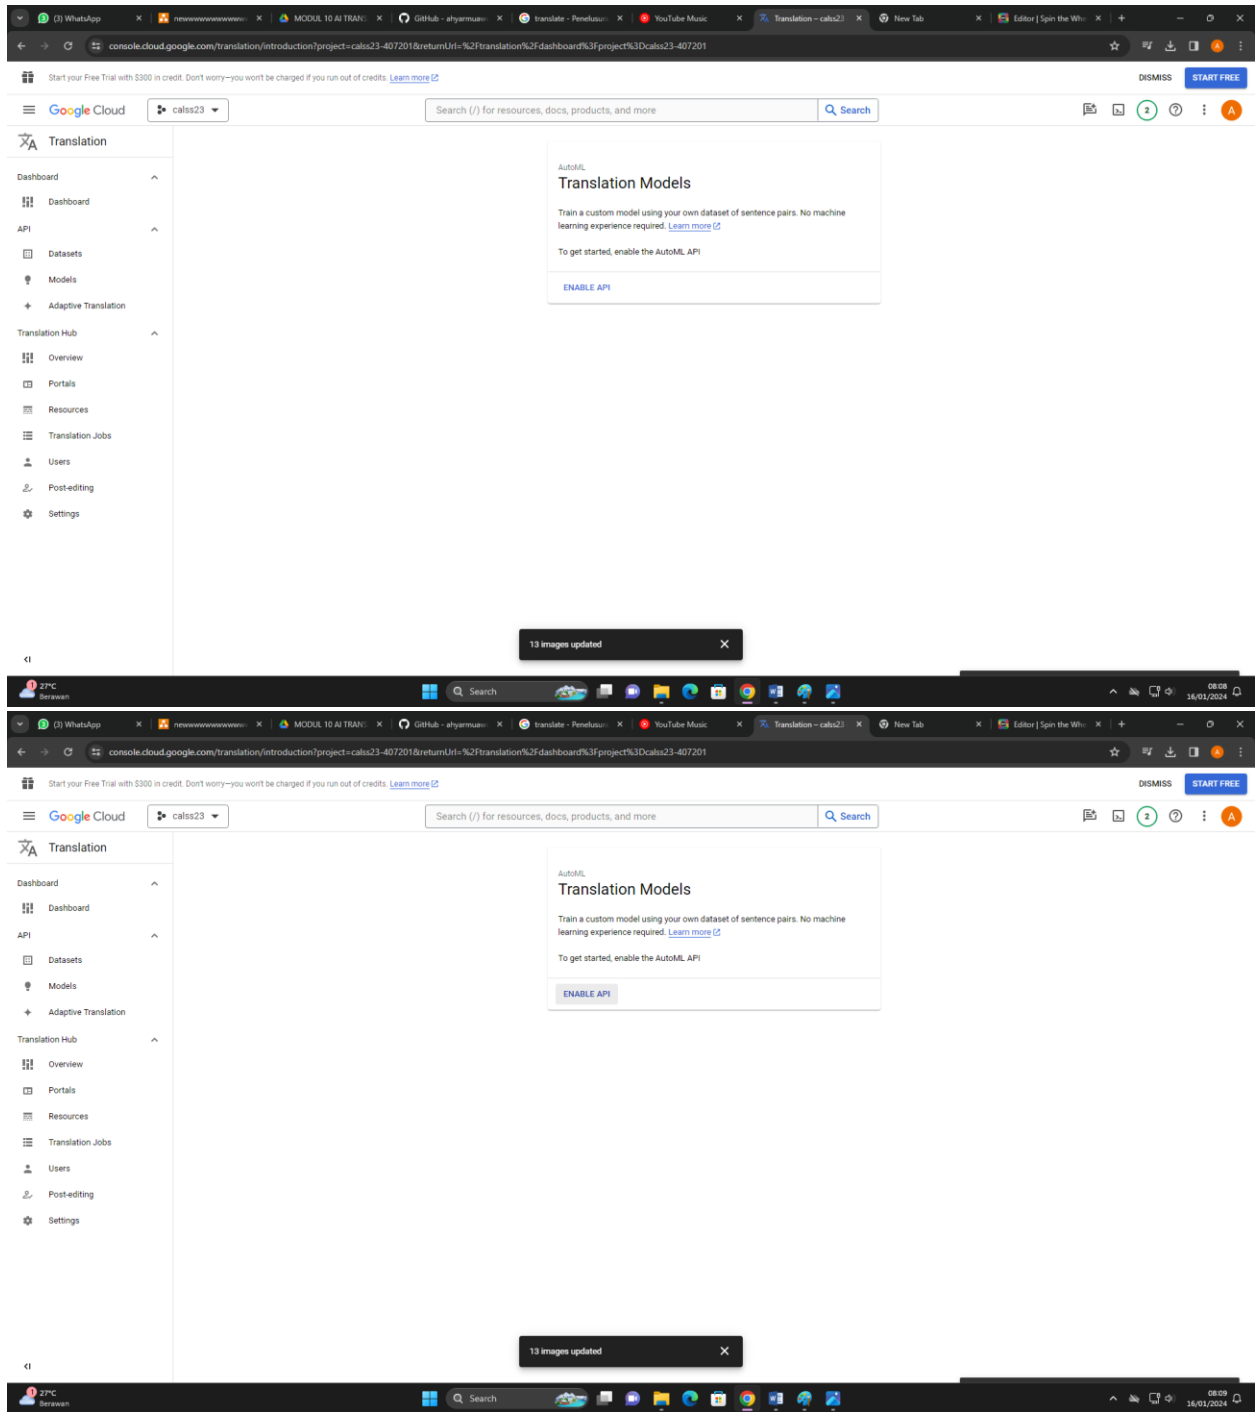 (3) WhatsApp
newwwwwwwwwwww
MODUL 10 AI TRANS
GitHub - ahyarmuaw
translate - Penelusura
YouTube Music
Translation – calss23
New Tab
Editor | Spin the Whe
console.cloud.google.com/translation/introduction?project=calss23-407201&returnUrl=%2Ftranslation%2Fdashboard%3Fproject%3Dcalss23-407201
Start your Free Trial with $300 in credit. Don't worry—you won't be charged if you run out of credits. Learn more
DISMISS
START FREE
Google Cloud
calss23
Search (/) for resources, docs, products, and more
Search
2
A
Translation
Dashboard
Dashboard
API
Datasets
Models
Adaptive Translation
Translation Hub
Overview
Portals
Resources
Translation Jobs
Users
Post-editing
Settings
AutoML
Translation Models
Train a custom model using your own dataset of sentence pairs. No machine
learning experience required. Learn more
To get started, enable the AutoML API
ENABLE API
13 images updated
1
27°C
Berawan
Search
08:08
16/01/2024
(3) WhatsApp
newwwwwwwwwwww
MODUL 10 AI TRANS
GitHub - ahyarmuaw
translate - Penelusura
YouTube Music
Translation – calss23
New Tab
Editor | Spin the Whe
console.cloud.google.com/translation/introduction?project=calss23-407201&returnUrl=%2Ftranslation%2Fdashboard%3Fproject%3Dcalss23-407201
Start your Free Trial with $300 in credit. Don't worry—you won't be charged if you run out of credits. Learn more
DISMISS
START FREE
Google Cloud
calss23
Search (/) for resources, docs, products, and more
Search
2
A
Translation
Dashboard
Dashboard
API
Datasets
Models
Adaptive Translation
Translation Hub
Overview
Portals
Resources
Translation Jobs
Users
Post-editing
Settings
AutoML
Translation Models
Train a custom model using your own dataset of sentence pairs. No machine
learning experience required. Learn more
To get started, enable the AutoML API
ENABLE API
13 images updated
1
27°C
Berawan
Search
08:09
16/01/2024